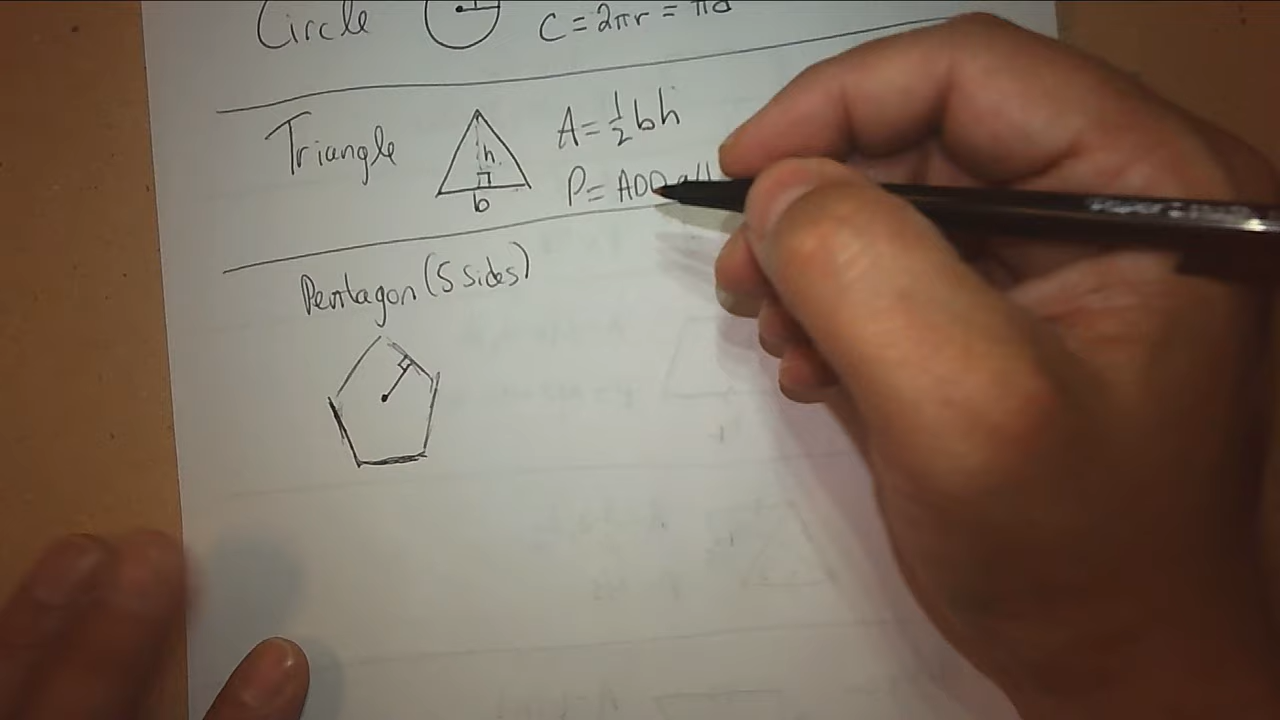 Circle C = 2πr = πd
Triangle h b A = ½bh
P = ADD all
Pentagon (5 sides)